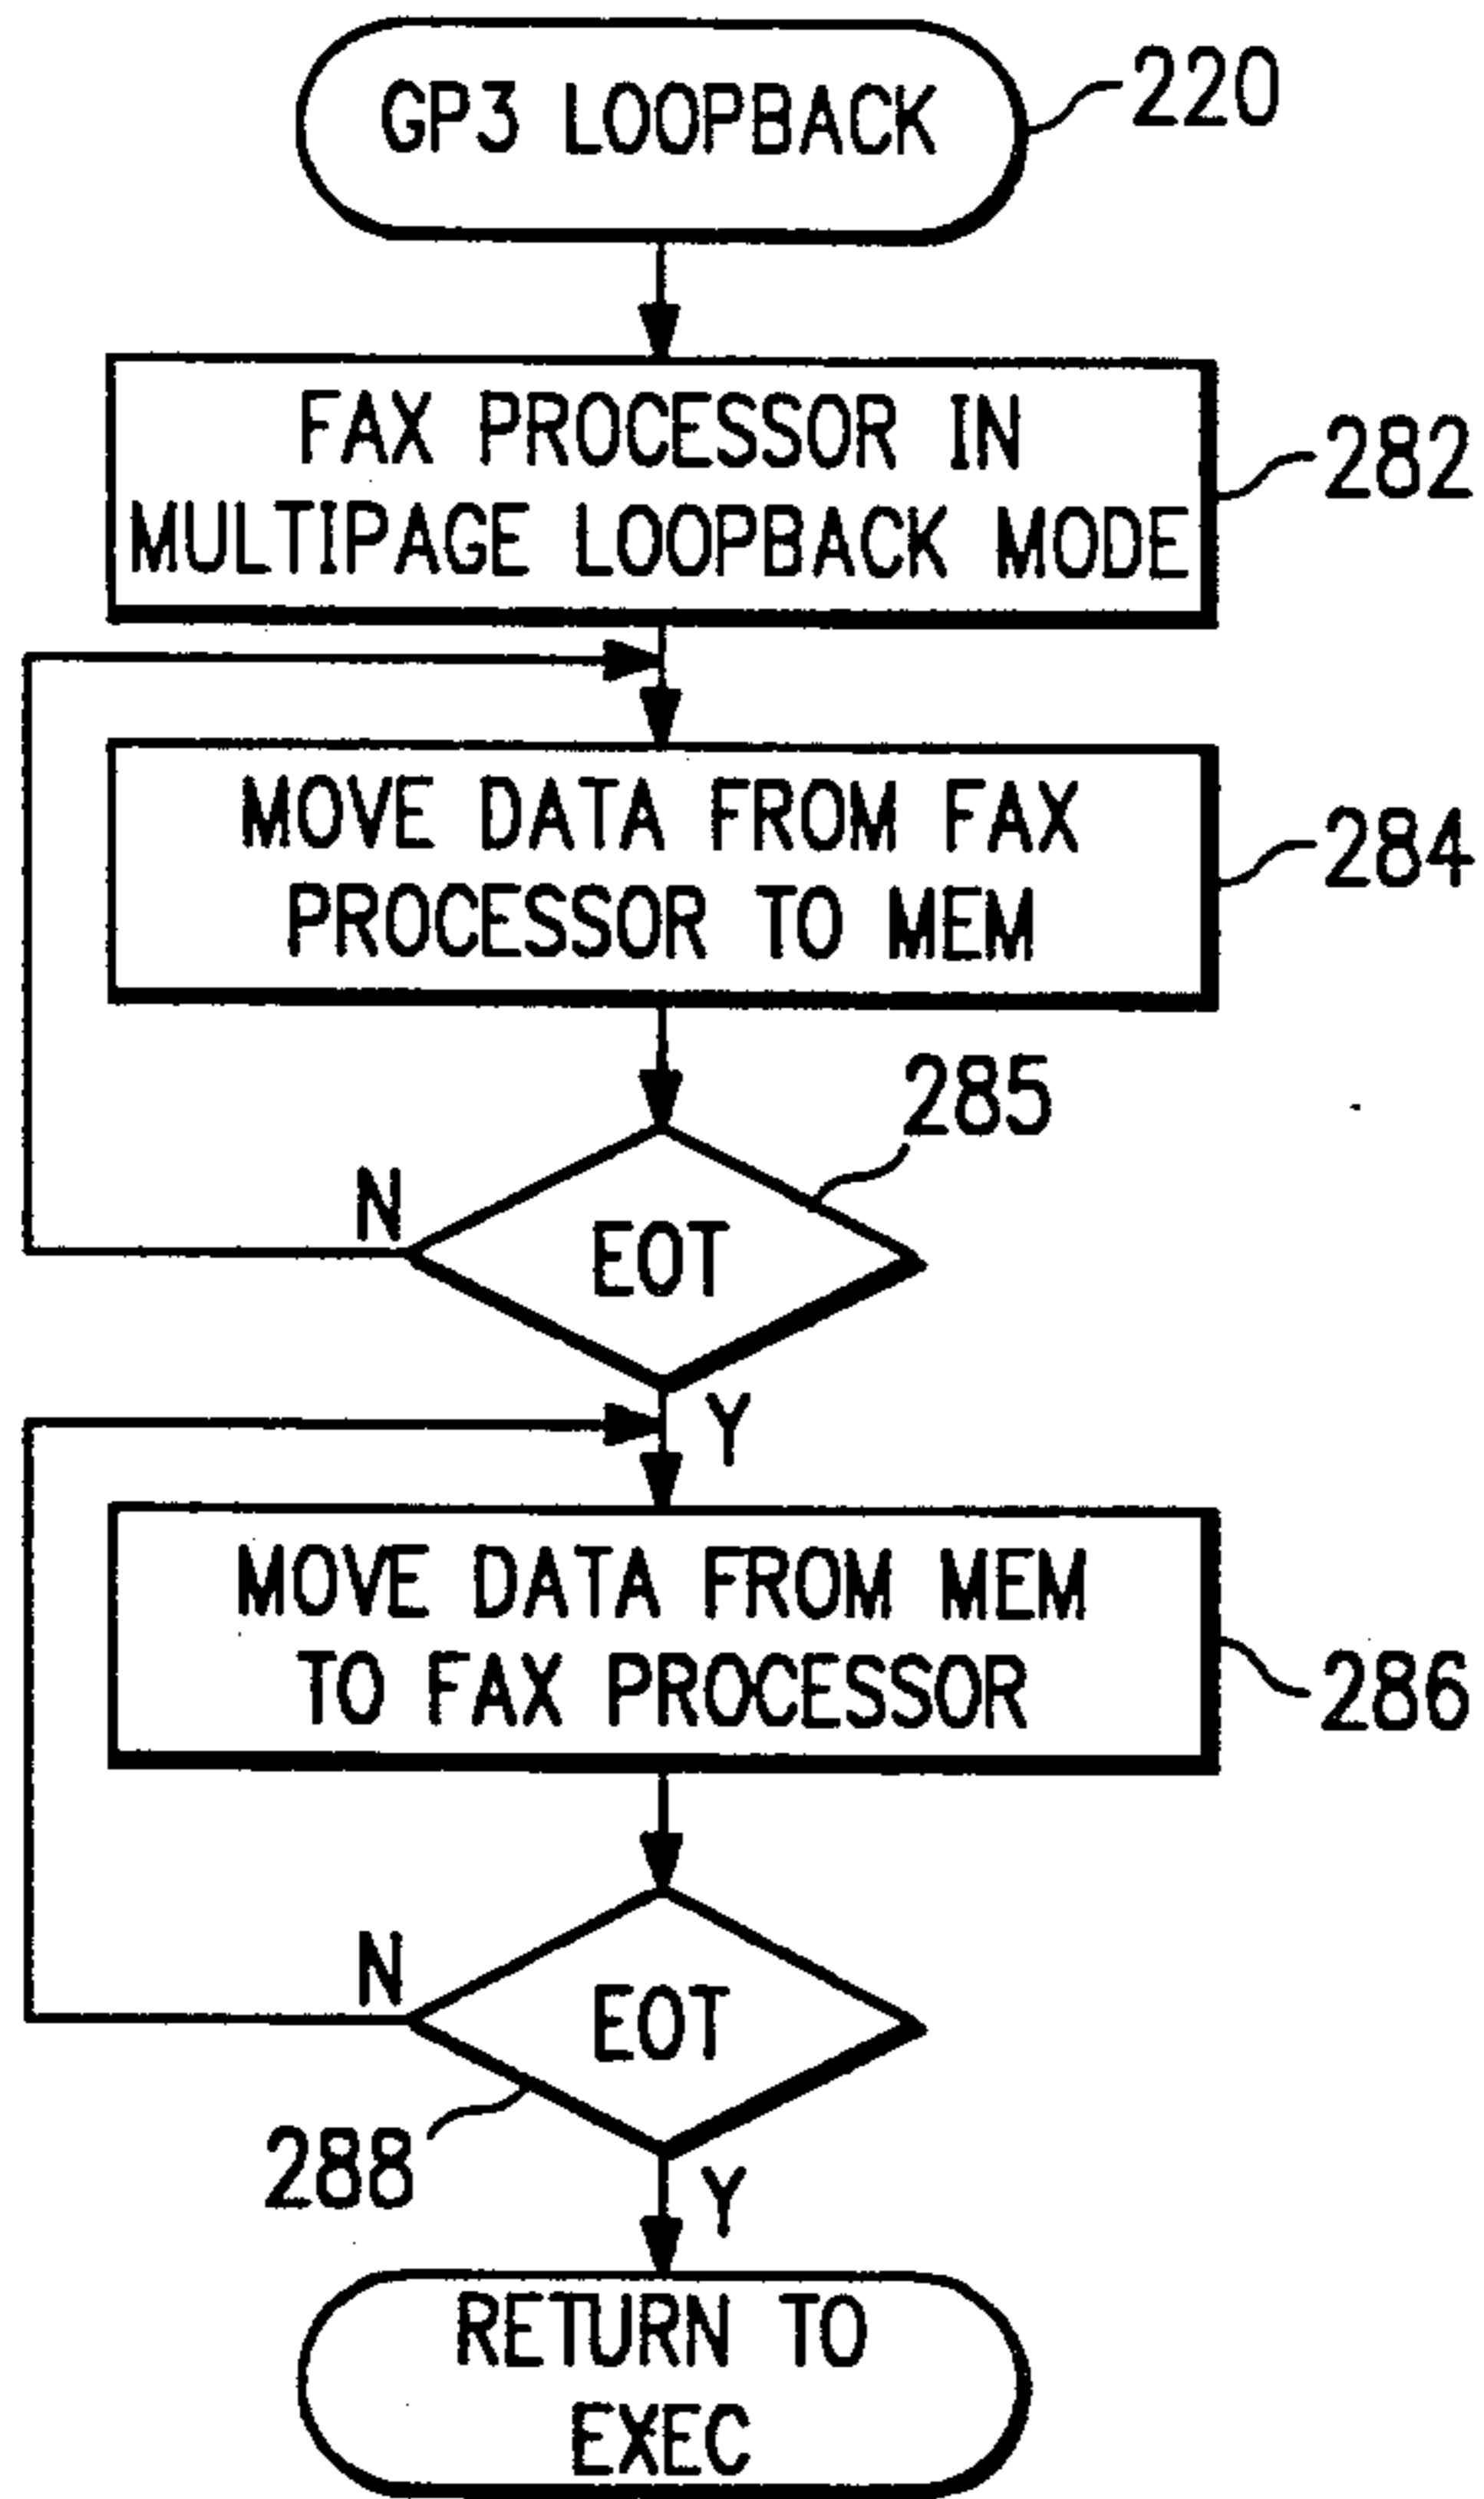 GP3 LOOPBACK
220
FAX PROCESSOR IN
MULTIPAGE LOOPBACK MODE
282
MOVE DATA FROM FAX
PROCESSOR TO MEM
284
285
N
EOT
Y
MOVE DATA FROM MEM
TO FAX PROCESSOR
286
N
EOT
288
Y
RETURN TO
EXEC